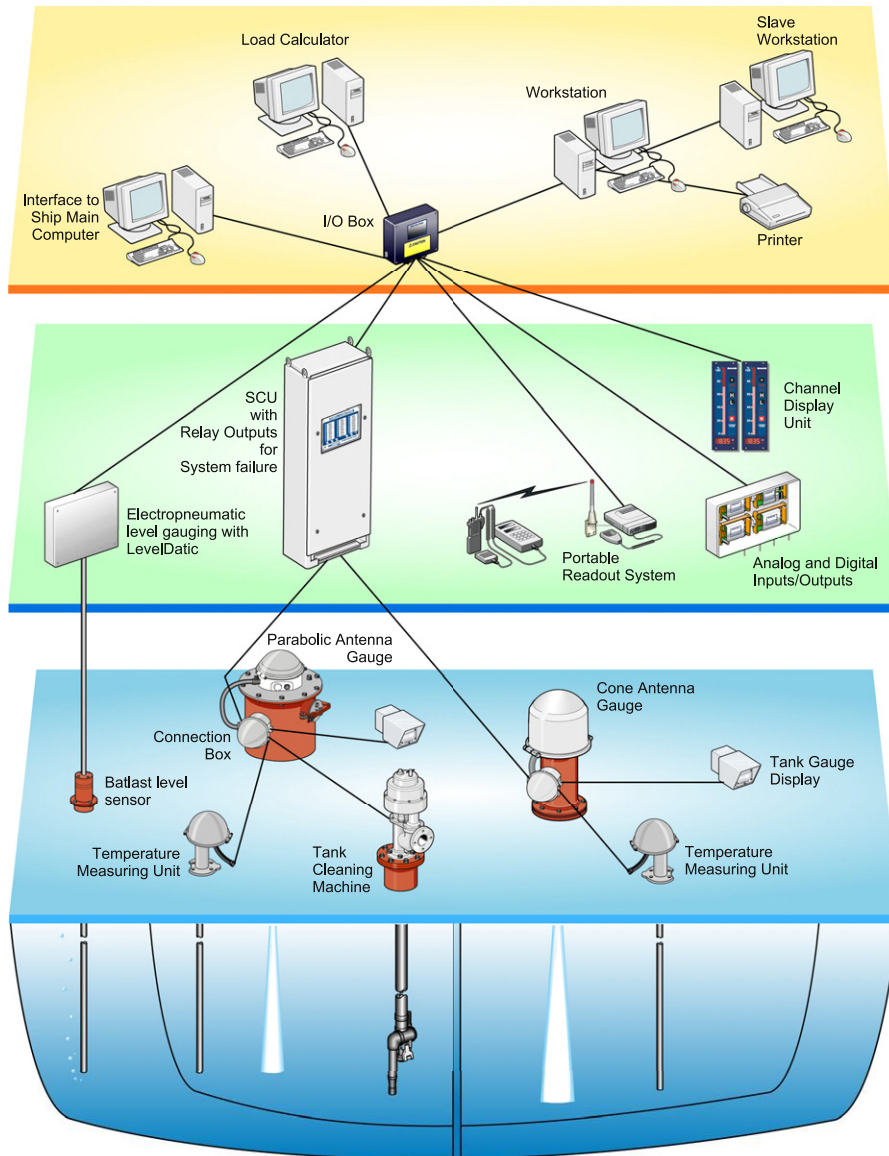 Load Calculator
Slave
Workstation
Workstation
Interface to
Ship Main
Computer
I/O Box
Printer
SCU
with
Relay Outputs
for
System failure
Channel
Display
Unit
Electropneumatic
level gauging with
LevelDatic
Portable
Readout System
Analog and Digital
Inputs/Outputs
Parabolic Antenna
Gauge
Cone Antenna
Gauge
Connection
Box
Tank Gauge
Display
Batlast level
sensor
Temperature
Measuring Unit
Tank
Cleaning
Machine
Temperature
Measuring Unit